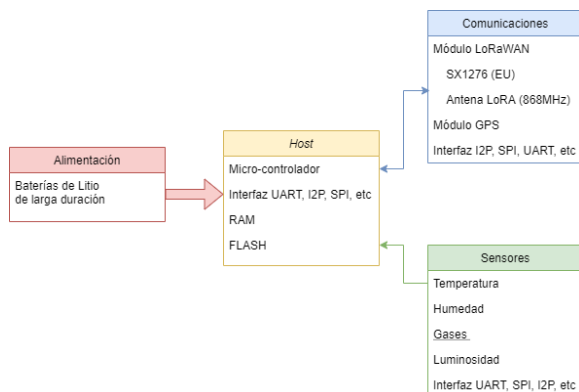 Comunicaciones
Módulo LoRaWAN
SX1276 (EU)
Antena LoRA (868MHz)
Módulo GPS
Interfaz I2P, SPI, UART, etc
Alimentación
Baterías de Litio
de larga duración
Host
Micro-controlador
Interfaz UART, I2P, SPI, etc
RAM
FLASH
Sensores
Temperatura
Humedad
Gases
Luminosidad
Interfaz UART, SPI, I2P, etc